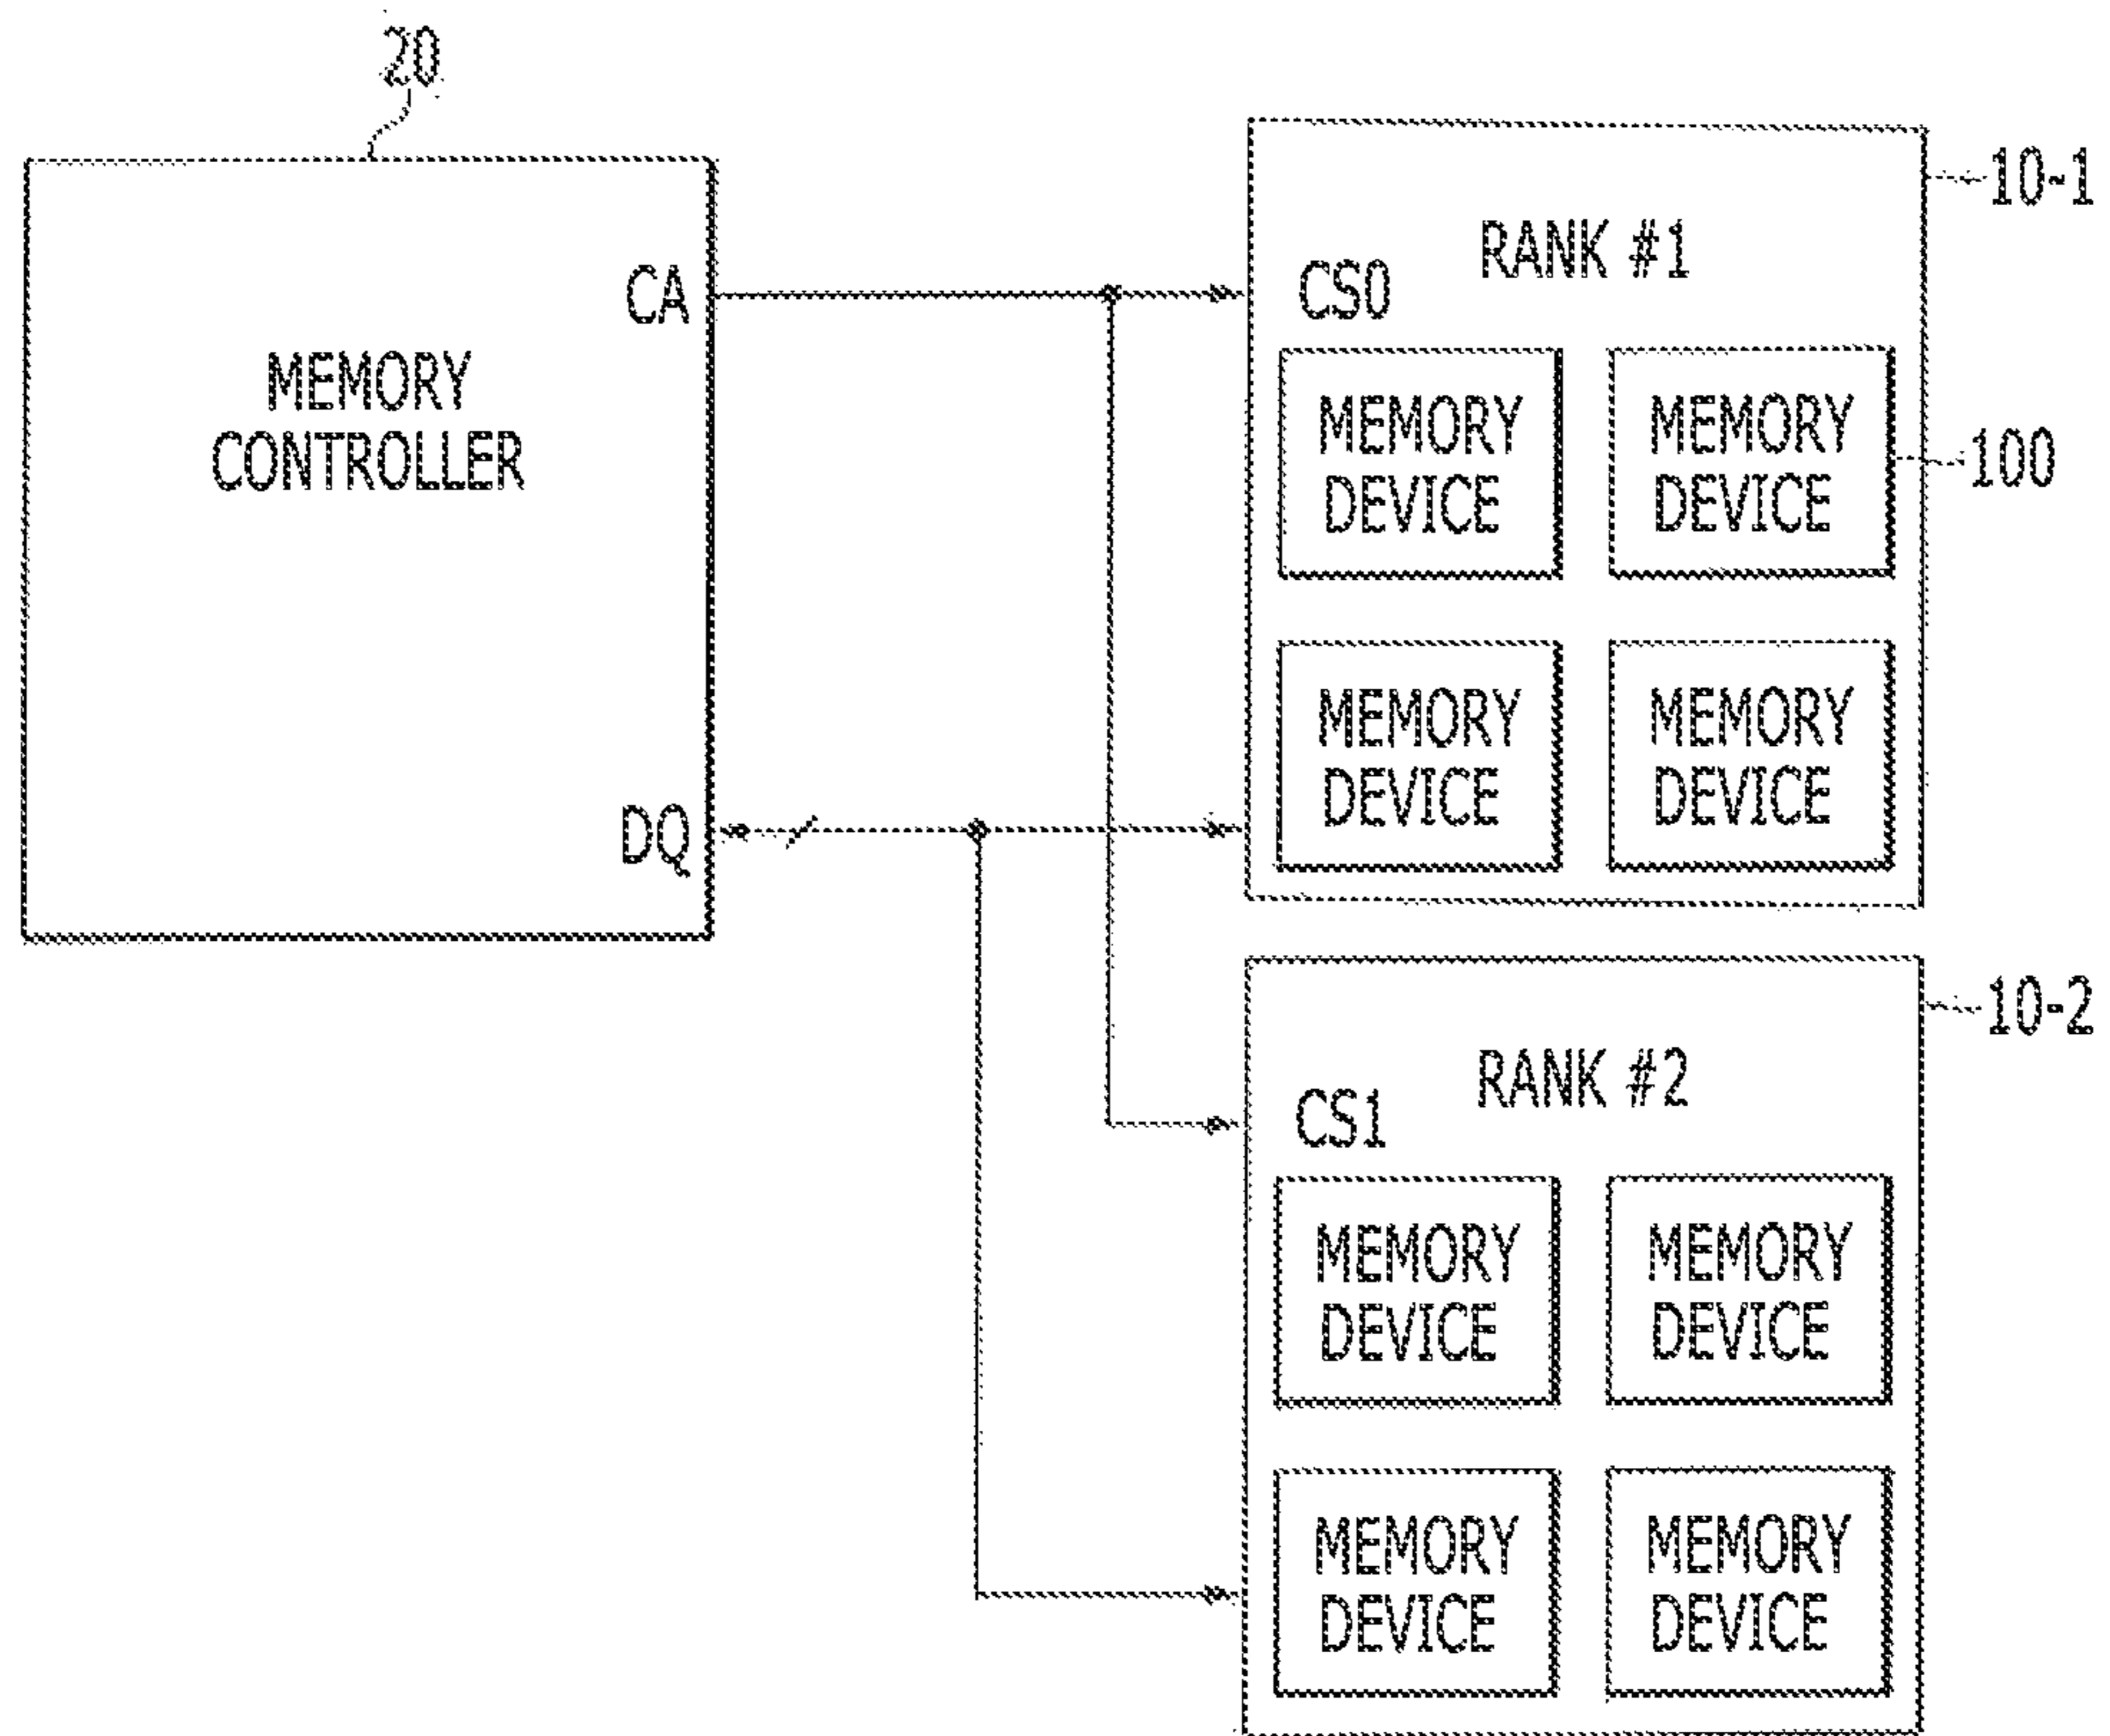 20
MEMORY
CONTROLLER
CA
DQ
10-1
RANK #1
CS0
MEMORY
DEVICE
MEMORY
DEVICE
100
MEMORY
DEVICE
MEMORY
DEVICE
10-2
RANK #2
CS1
MEMORY
DEVICE
MEMORY
DEVICE
MEMORY
DEVICE
MEMORY
DEVICE